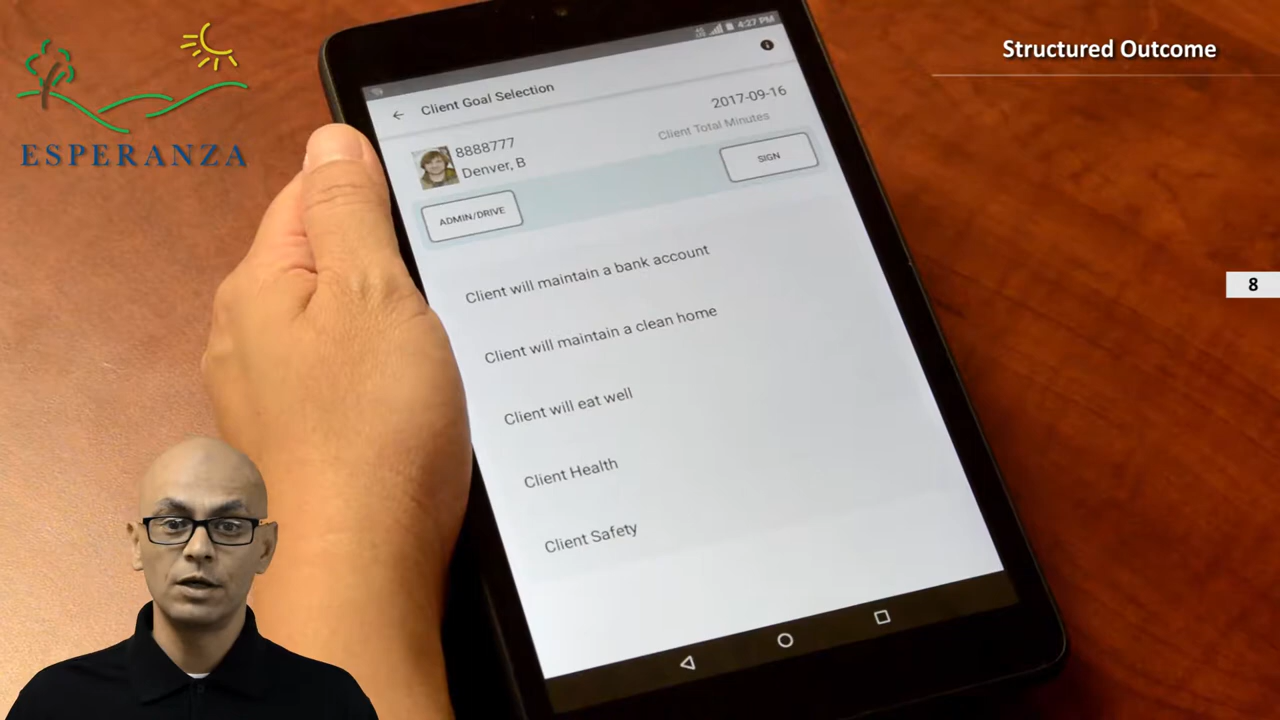 ESPERANZA
Structured Outcome
8
4:27 PM
Client Goal Selection
2017-09-16
Client Total Minutes
8888777
Denver, B
SIGN
ADMIN/DRIVE
Client will maintain a bank account
Client will maintain a clean home
Client will eat well
Client Health
Client Safety